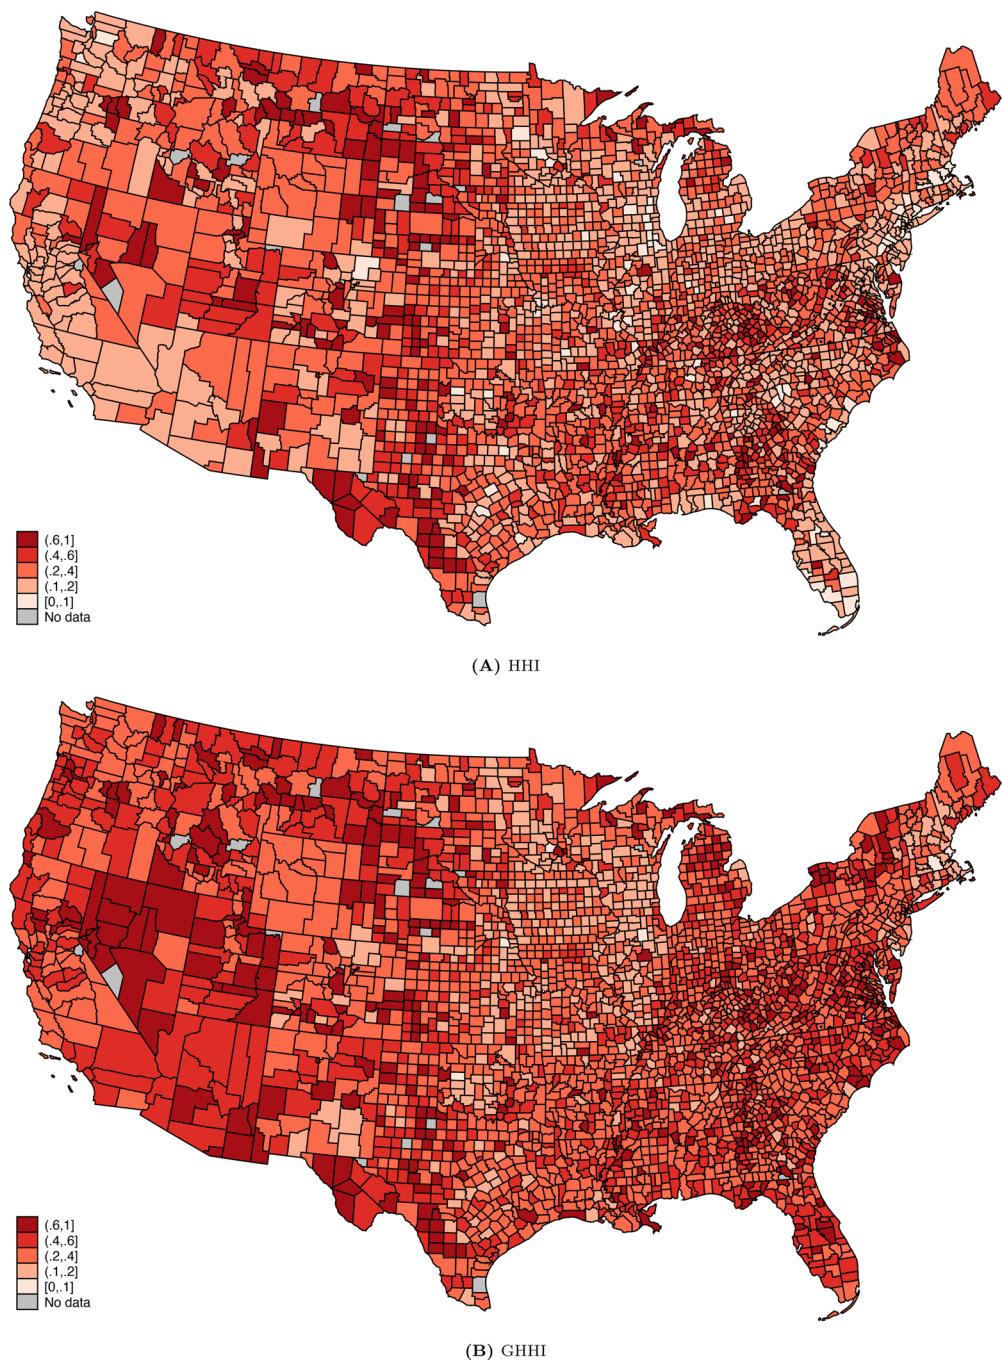 (.6,1]
(.4,.6]
(.2,.4]
(.1,.2]
[0,.1]
No data
(A) HHI
(.6,1]
(.4,.6]
(.2,.4]
(.1,.2]
[0,.1]
No data
(B) GHHI